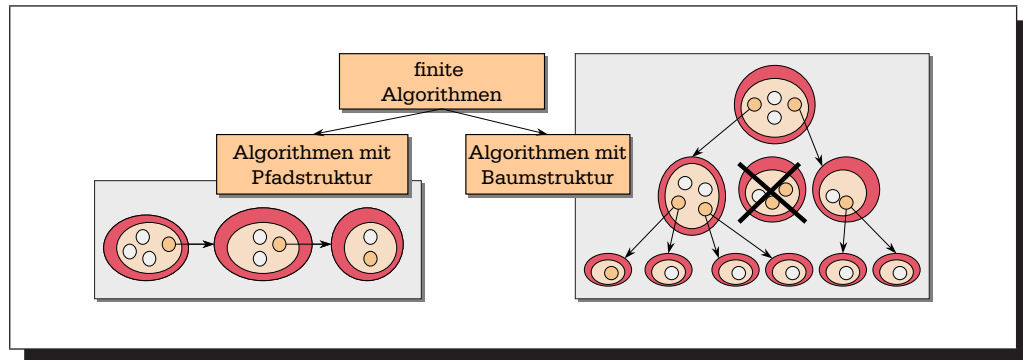 finite
Algorithmen
Algorithmen mit
Pfadstruktur
Algorithmen mit
Baumstruktur